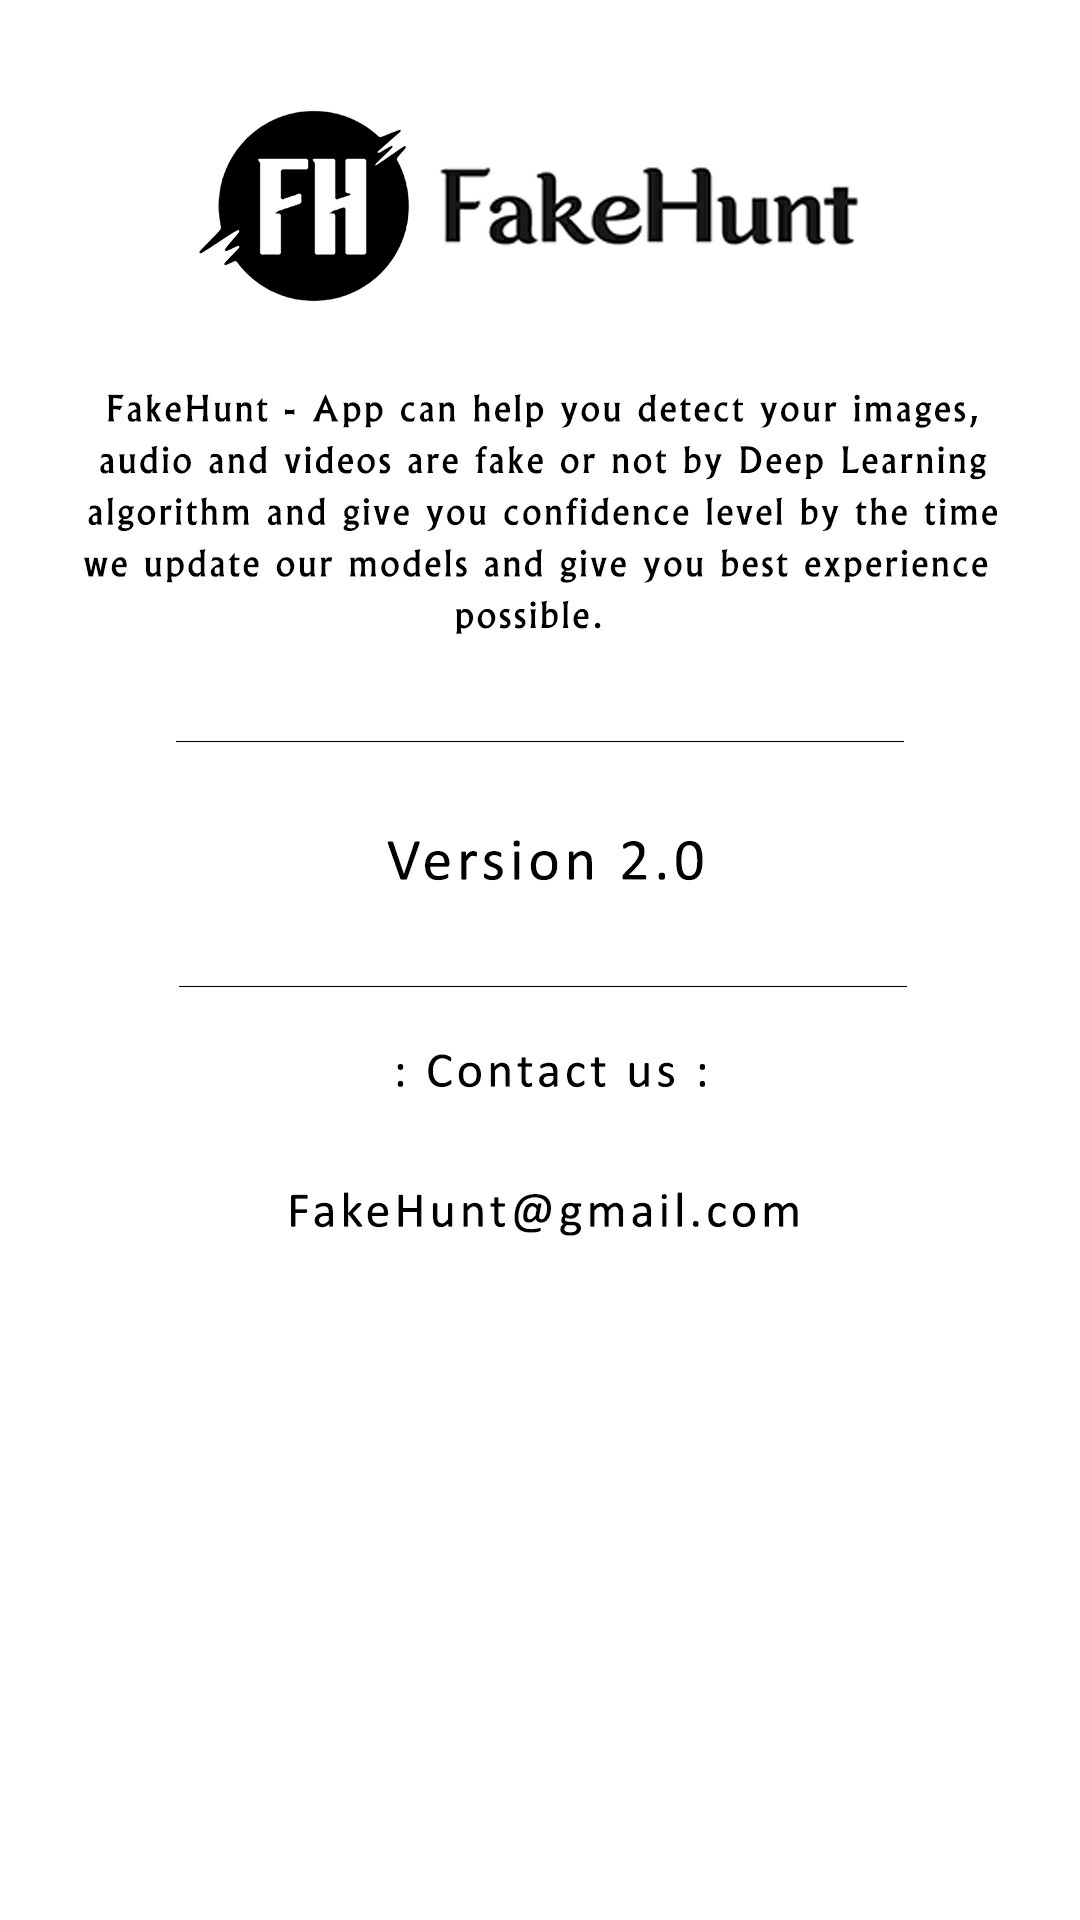 FH FakeHunt
FakeHunt - App can help you detect your images,
audio and videos are fake or not by Deep Learning
algorithm and give you confidence level by the time
we update our models and give you best experience
possible.
Version 2.0
: Contact us :
FakeHunt@gmail.com